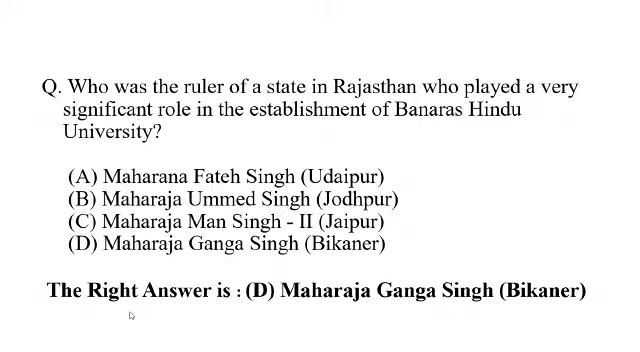 Q. Who was the ruler of a state in Rajasthan who played a very
significant role in the establishment of Banaras Hindu
University?
(A) Maharana Fateh Singh (Udaipur)
(B) Maharaja Ummed Singh (Jodhpur)
(C) Maharaja Man Singh - II (Jaipur)
(D) Maharaja Ganga Singh (Bikaner)
The Right Answer is : (D) Maharaja Ganga Singh (Bikaner)